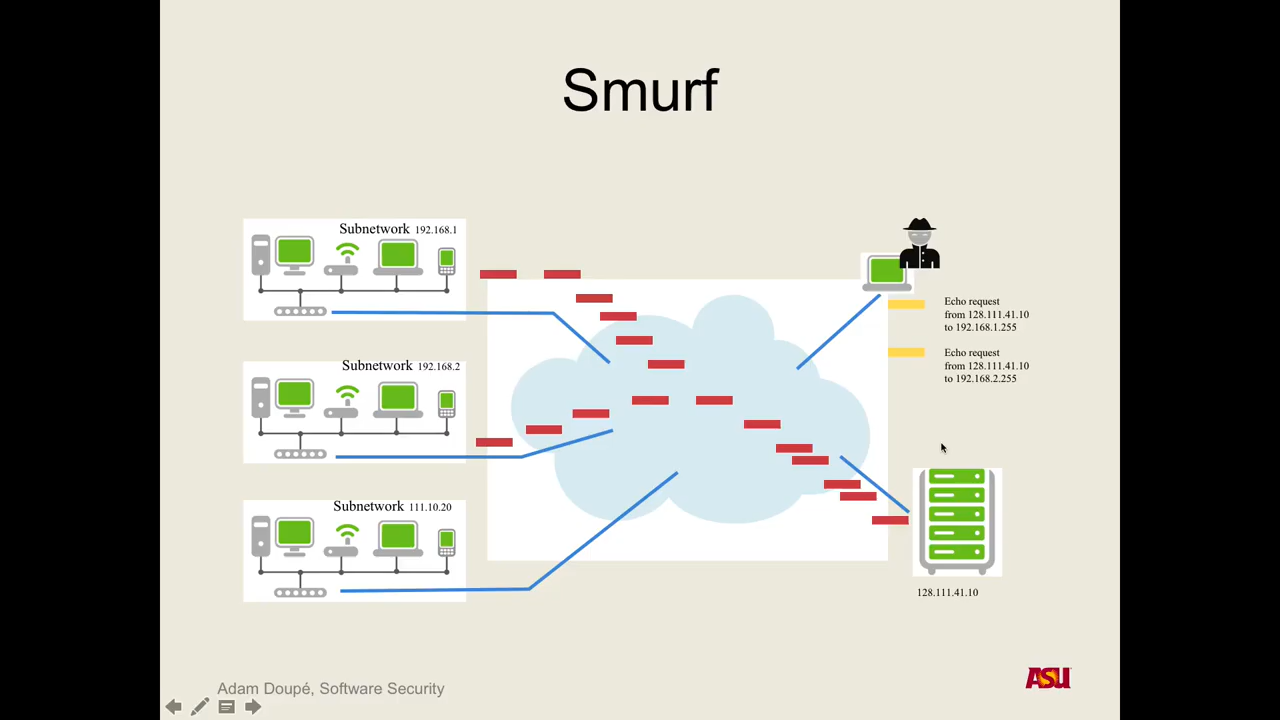 Smurf
Subnetwork 192.168.1
Echo request
from 128.111.41.10
to 192.168.1.255
Echo request
from 128.111.41.10
to 192.168.2.255
Subnetwork 192.168.2
Subnetwork 111.10.20
128.111.41.10
Adam Doupé, Software Security
ASU